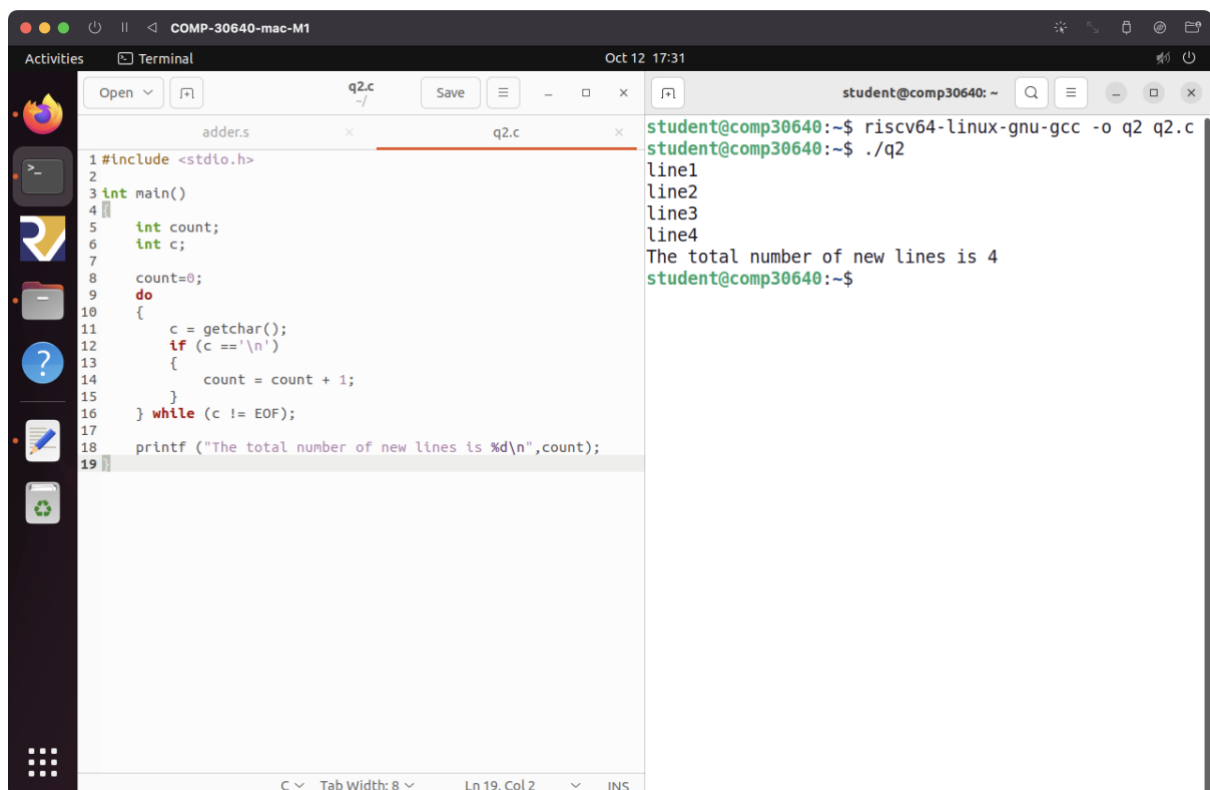 COMP-30640-mac-M1
Activities Terminal Oct 12 17:31
Open q2.c Save
~/
adder.s q2.c
1 #include <stdio.h>
2
3 int main()
4 {
5     int count;
6     int c;
7
8     count=0;
9     do
10     {
11         c = getchar();
12         if (c =='\n')
13         {
14             count = count + 1;
15         }
16     } while (c != EOF);
17
18     printf ("The total number of new lines is %d\n",count);
19 }
C Tab Width: 8 Ln 19, Col 2 INS
student@comp30640: ~
student@comp30640:~$ riscv64-linux-gnu-gcc -o q2 q2.c
student@comp30640:~$ ./q2
line1
line2
line3
line4
The total number of new lines is 4
student@comp30640:~$